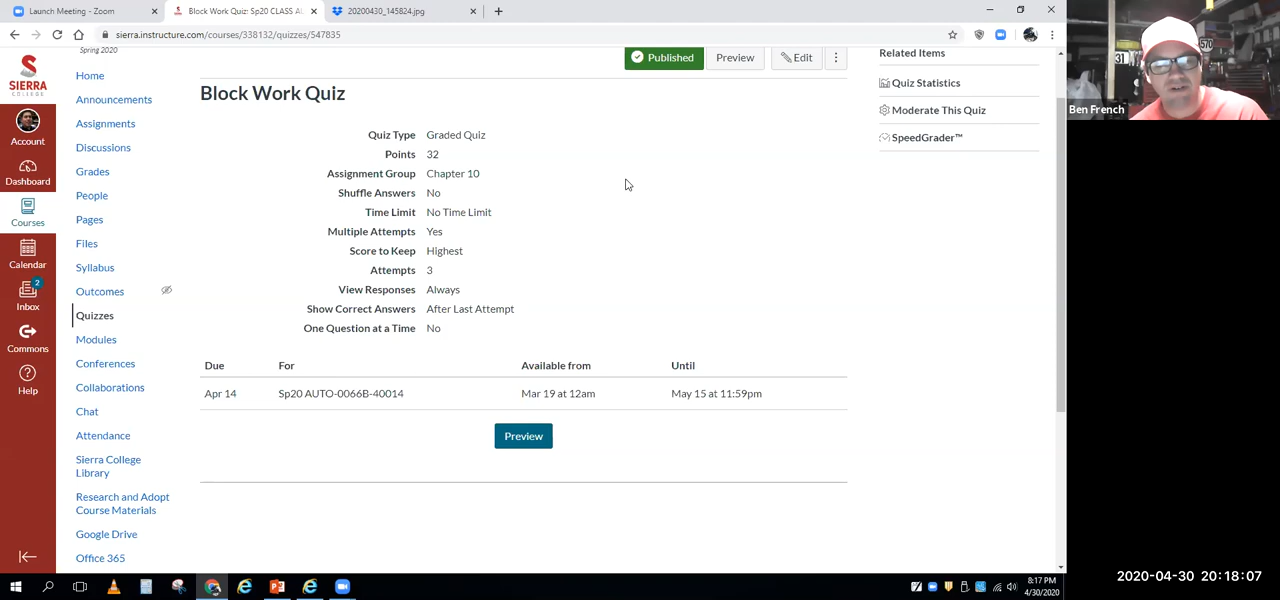 Launch Meeting - Zoom
Block Work Quiz: Sp20 CLASS AL
20200430_145824.jpg
sierra.instructure.com/courses/338132/quizzes/547835
Spring 2020
SIERRA
COLLEGE
Account
Dashboard
Courses
Calendar
2
Inbox
Commons
Help
Home
Announcements
Assignments
Discussions
Grades
People
Pages
Files
Syllabus
Outcomes
Quizzes
Modules
Conferences
Collaborations
Chat
Attendance
Sierra College
Library
Research and Adopt
Course Materials
Google Drive
Office 365
Published
Preview
Edit
Block Work Quiz
Quiz Type Graded Quiz
Points 32
Assignment Group Chapter 10
Shuffle Answers No
Time Limit No Time Limit
Multiple Attempts Yes
Score to Keep Highest
Attempts 3
View Responses Always
Show Correct Answers After Last Attempt
One Question at a Time No
Due For Available from Until
Apr 14 Sp20 AUTO-0066B-40014 Mar 19 at 12am May 15 at 11:59pm
Preview
Related Items
Quiz Statistics
Moderate This Quiz
SpeedGrader™
Ben French
8:17 PM
4/30/2020
2020-04-30 20:18:07